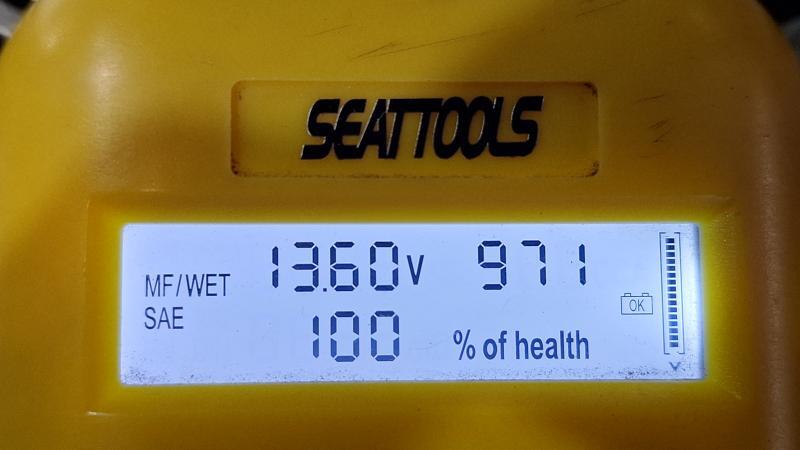 SEATTOOLS
MF/WET 13.60V 971
SAE
OK
100 % of health